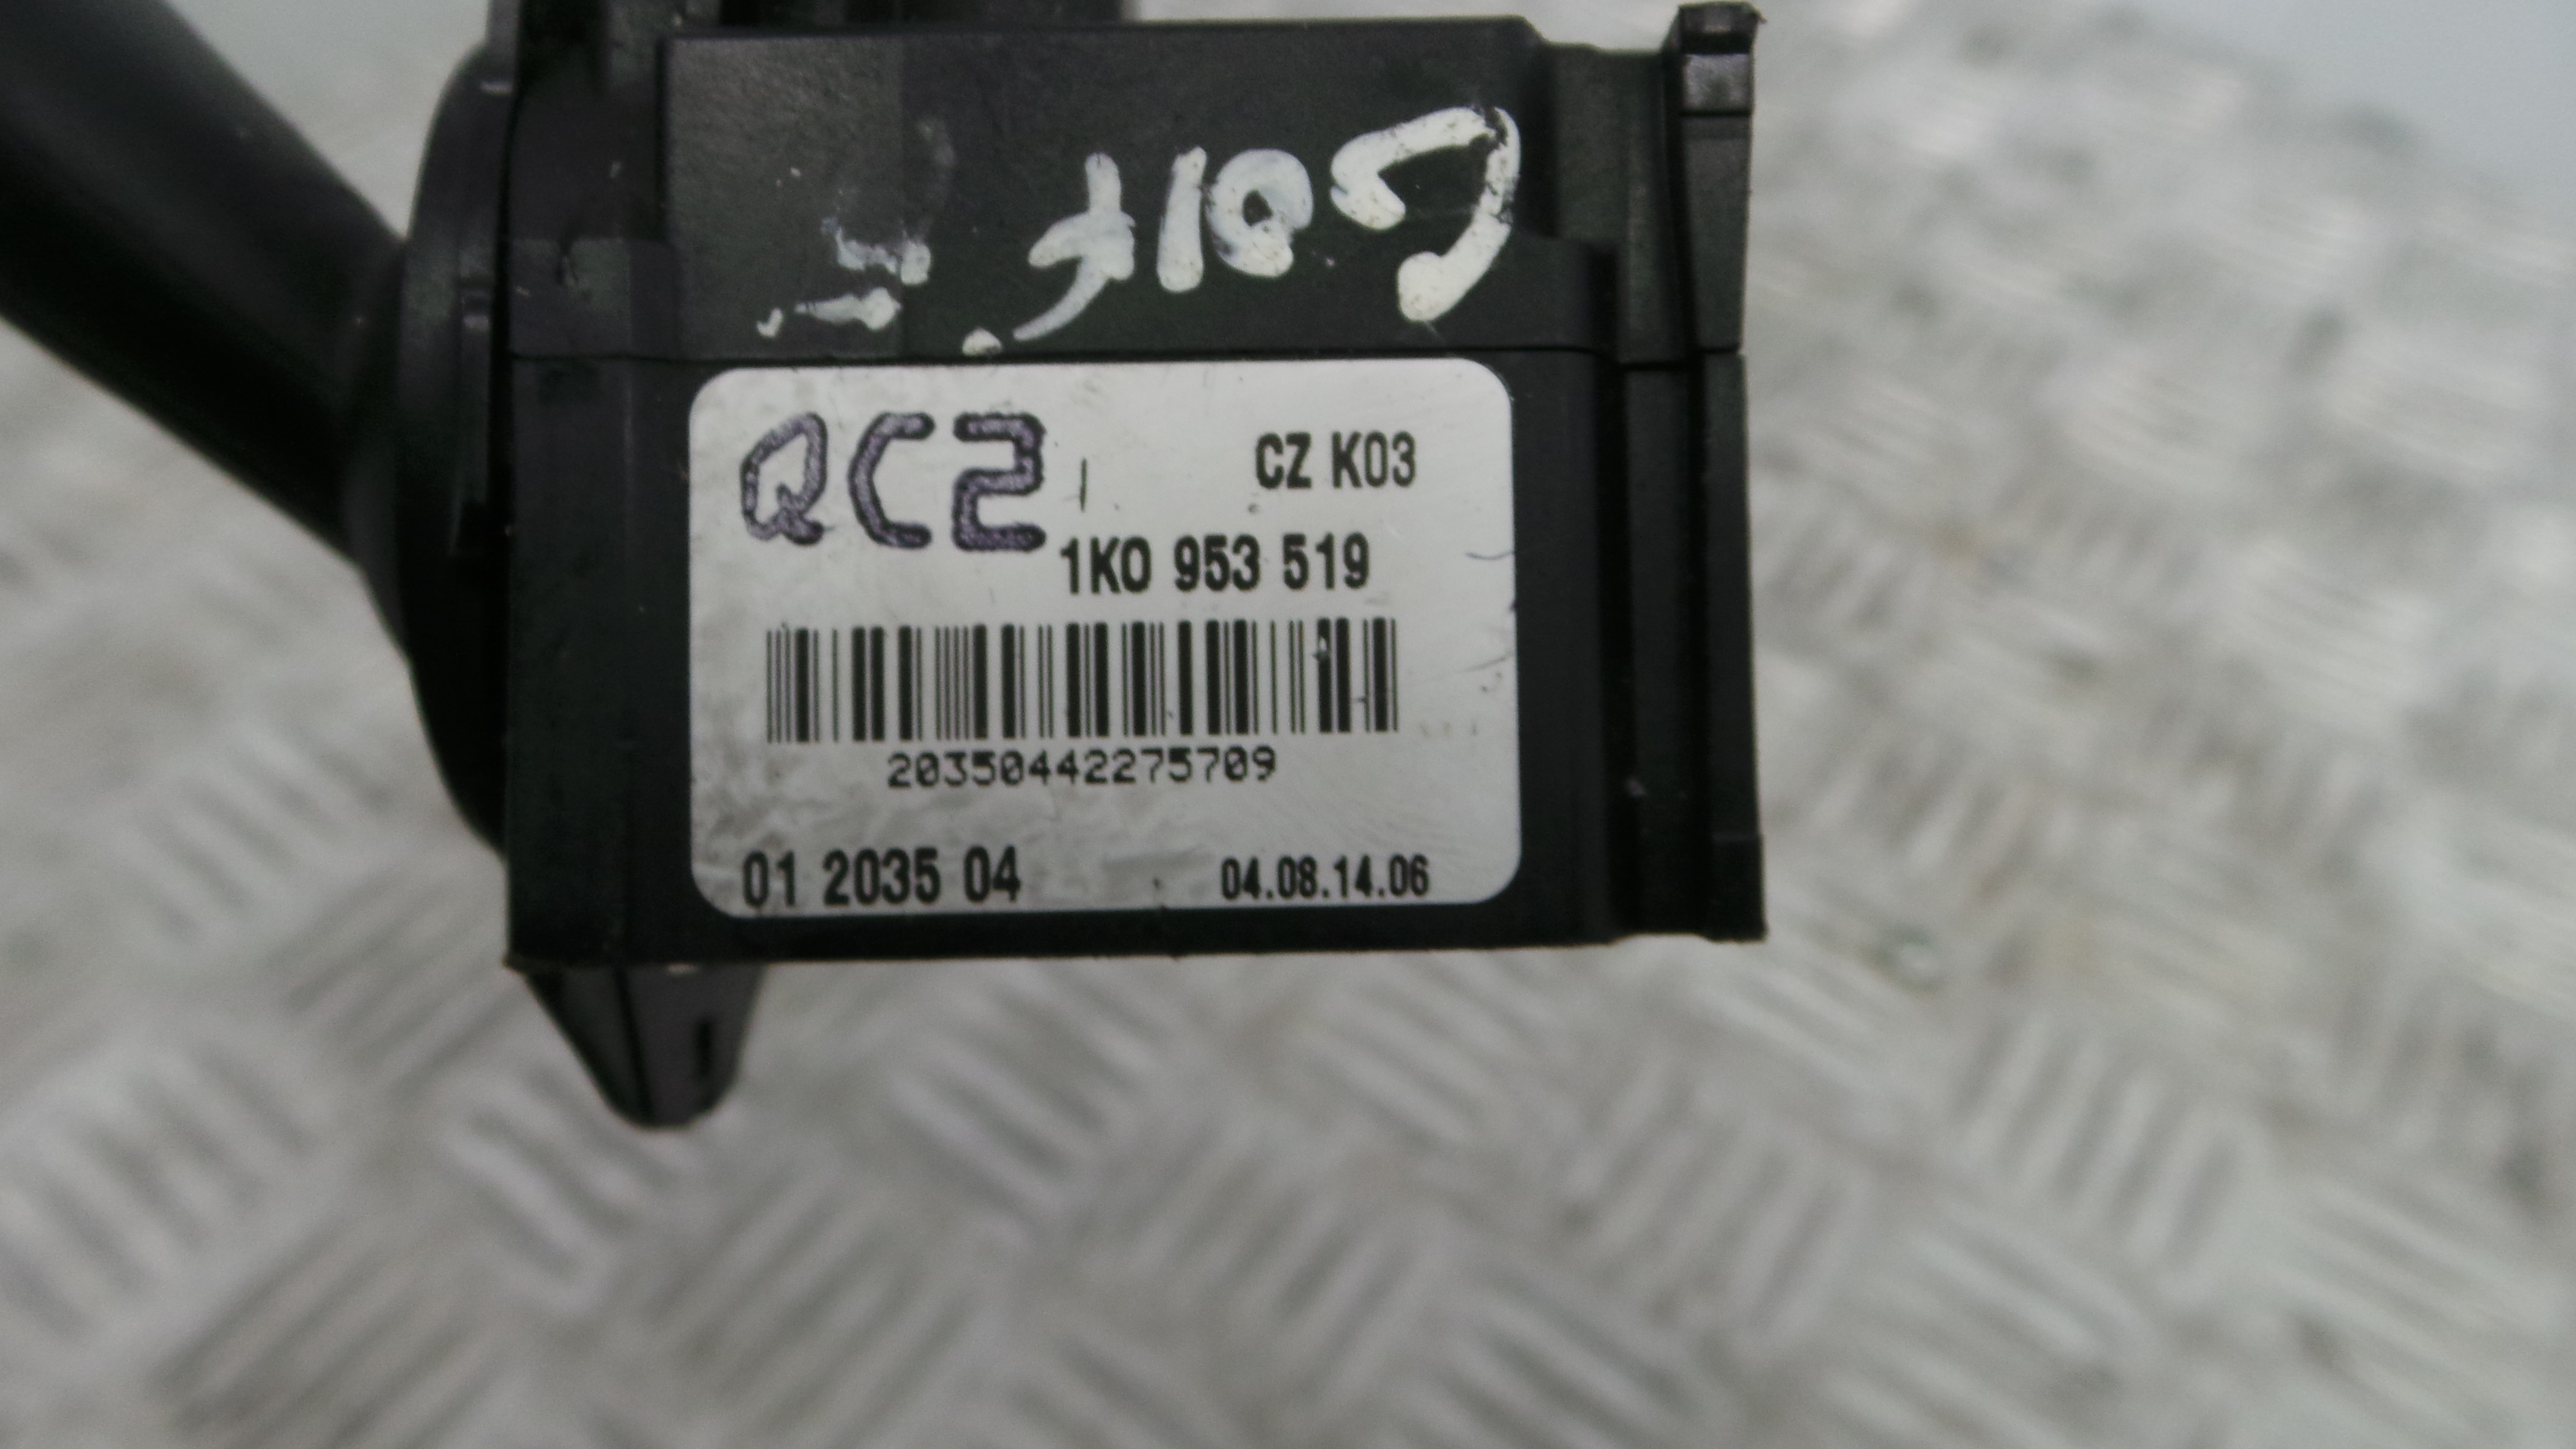 Golf
QC2
CZ K03
1K0 953 519
20350442275709
01 2035 04
04.08.14.06